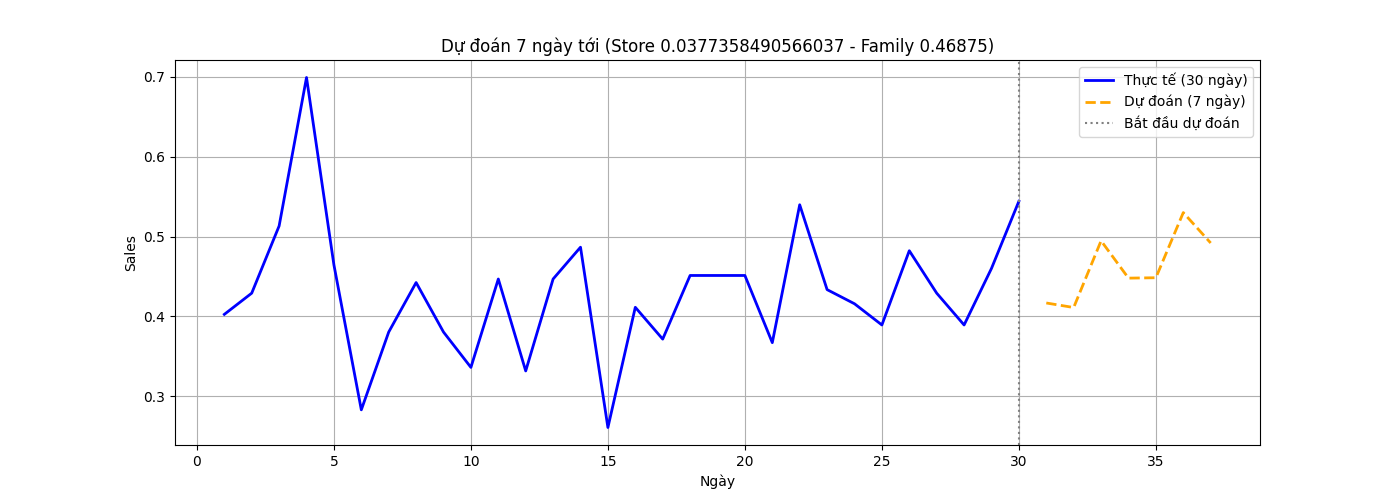 Dự đoán 7 ngày tới (Store 0.0377358490566037 - Family 0.46875)
Thực tế (30 ngày)
Dự đoán (7 ngày)
Bắt đầu dự đoán
Sales
0.7
0.6
0.5
0.4
0.3
0 5 10 15 20 25 30 35
Ngày